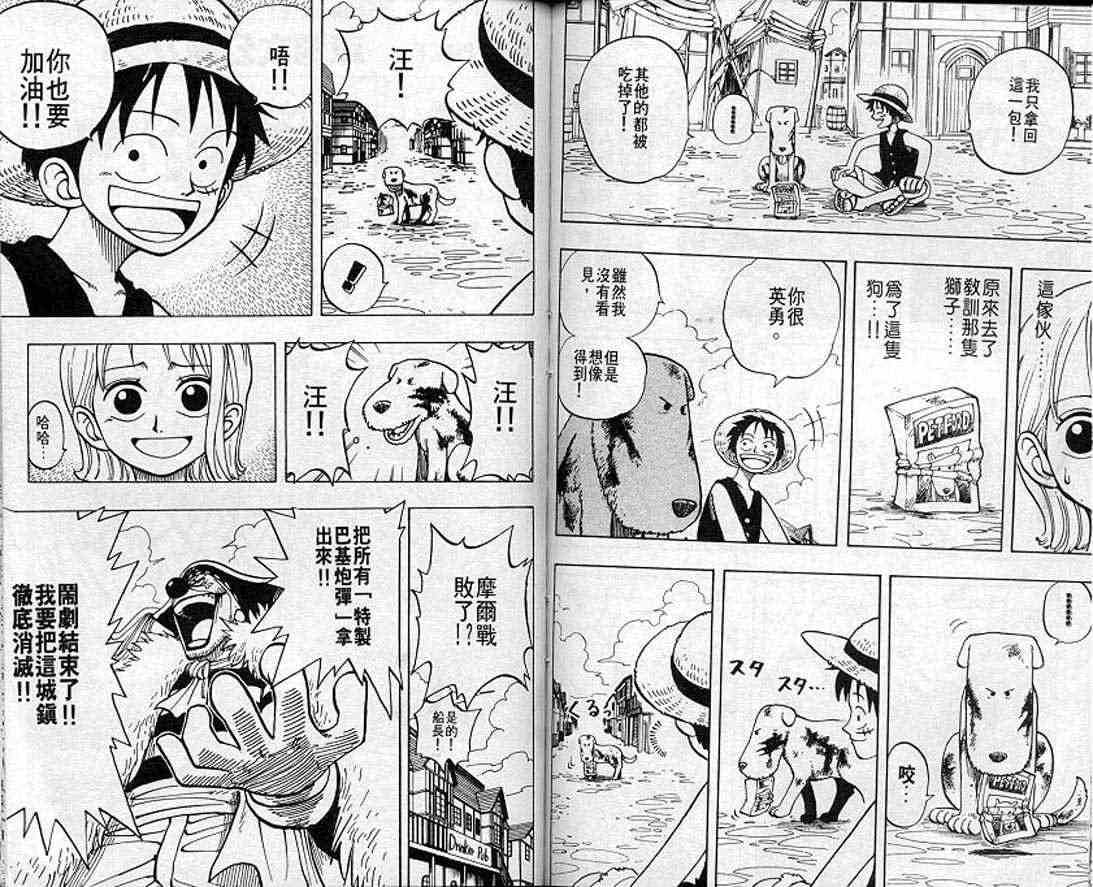 我只拿回
這一包！
……
其他的都被
吃掉了！
這傢伙……
原來去了
教訓那隻
獅子……
爲了這隻
狗…!!
PET FOOD
你很
英勇。
雖然我
沒有看
見，
但是
想像
得到！
……
咬…
PETFOOD
スタ
スタ…
くる
汪！
！
唔!!
你也要
加油!!
汪!!
汪!!
哈哈…
摩爾戰
敗了!?
是的！
船長！
Drinker Pub
把所有「特製
巴基炮彈」拿
出來!!
鬧劇結束了!!
我要把這城鎮
徹底消滅!!